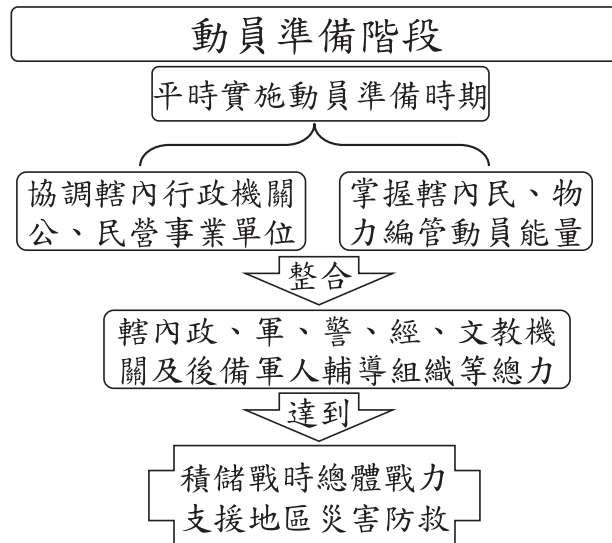 動員準備階段
平時實施動員準備時期
協調轄內行政機關
公、民營事業單位
掌握轄內民、物
力編管動員能量
整合
轄內政、軍、警、經、文教機
關及後備軍人輔導組織等總力
達到
積儲戰時總體戰力
支援地區災害防救